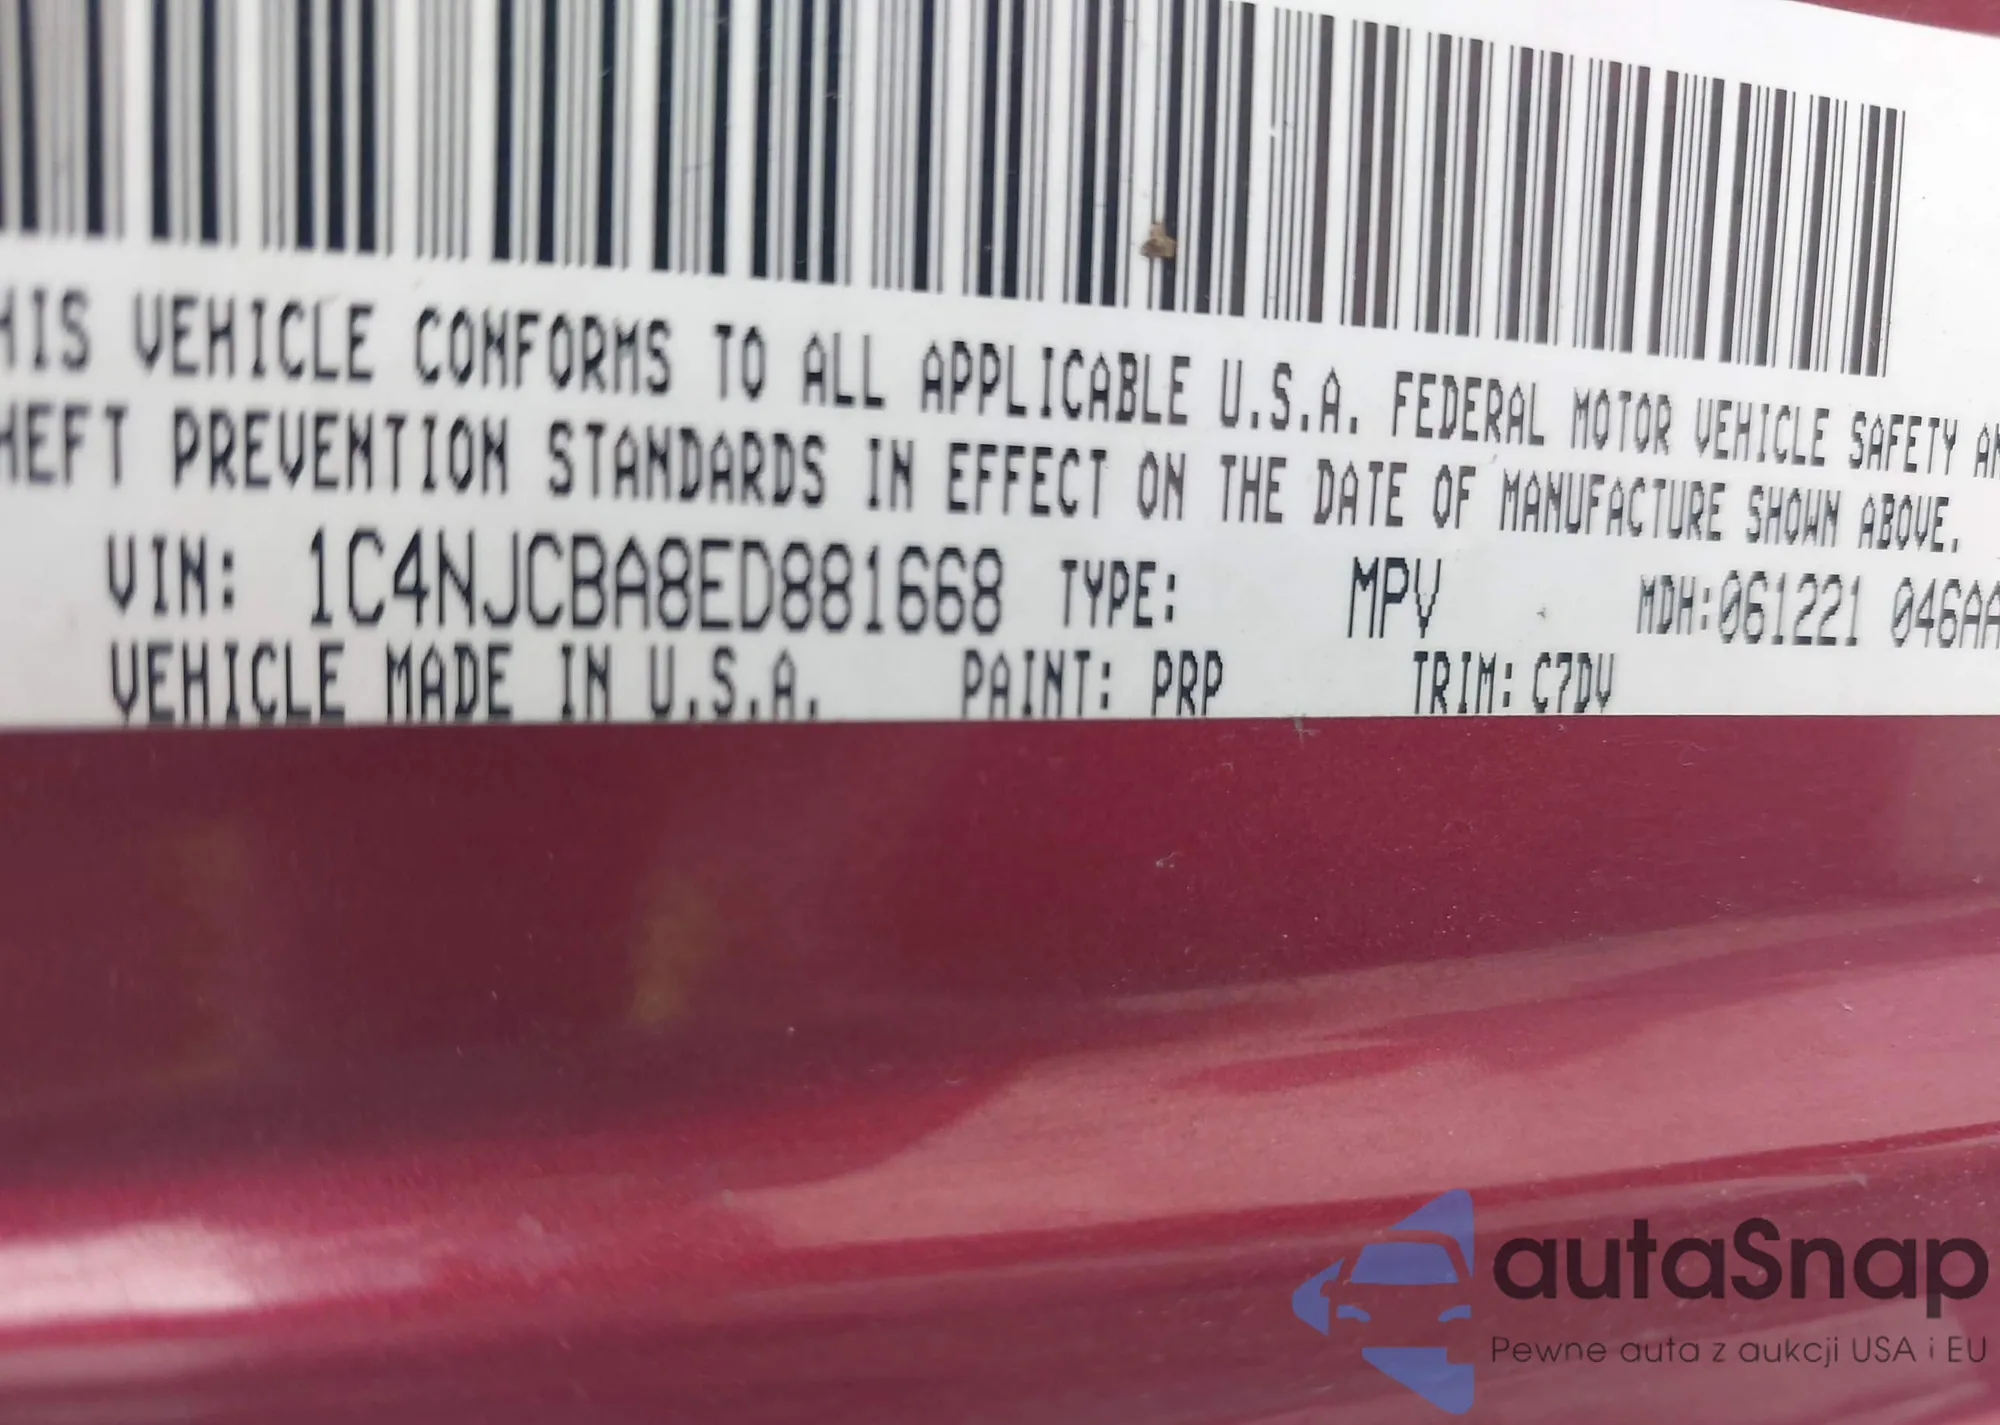 HIS VEHICLE CONFORMS TO ALL APPLICABLE U.S.A. FEDERAL MOTOR VEHICLE SAFETY AN
HEFT PREVENTION STANDARDS IN EFFECT ON THE DATE OF MANUFACTURE SHOWN ABOVE.
VIN: 1C4NJCBA8ED881668 TYPE: MPV MDH:061221 046AA
VEHICLE MADE IN U.S.A. PAINT: PRP TRIM: C7DV
autaSnap
Pewne auta z aukcji USA i EU